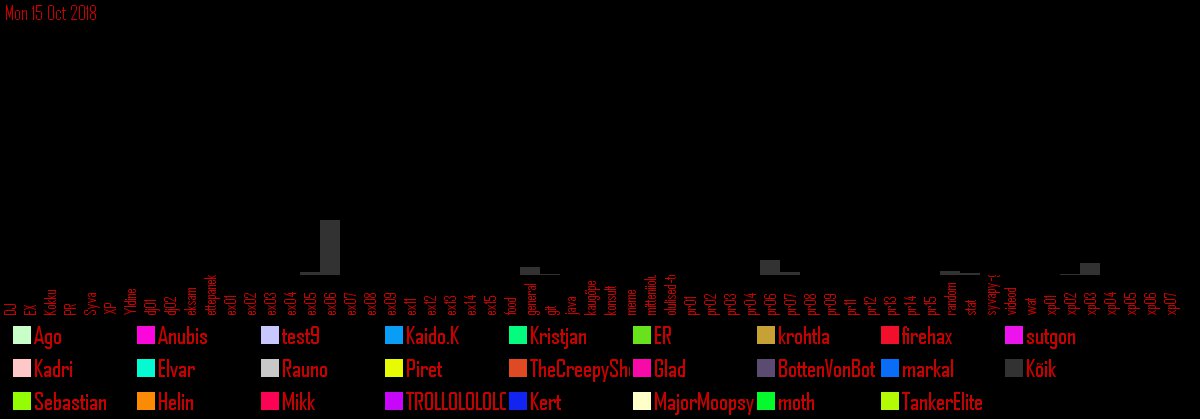 Mon 15 Oct 2018
DJ EX Kokku PR Syva XP Yldine dj01 dj02 eksam ettepanek ex01 ex02 ex03 ex04 ex05 ex06 ex07 ex08 ex09 ex11 ex12 ex13 ex14 ex15 food general git java kaugõpe konsult meme mitteniklu. olulised-t pr01 pr02 pr03 pr04 pr06 pr07 pr08 pr09 pr11 pr12 pr13 pr14 pr15 random stat syvapy-t videod wat xp01 xp02 xp03 xp04 xp05 xp06 xp07
Ago Anubis test9 Kaido.K Kristjan ER krohtla firehax sutgon
Kadri Elvar Rauno Piret TheCreepySh Glad BottenVonBot markal Kõik
Sebastian Helin Mikk TROLLOLOLOLC Kert MajorMoopsy moth TankerElite